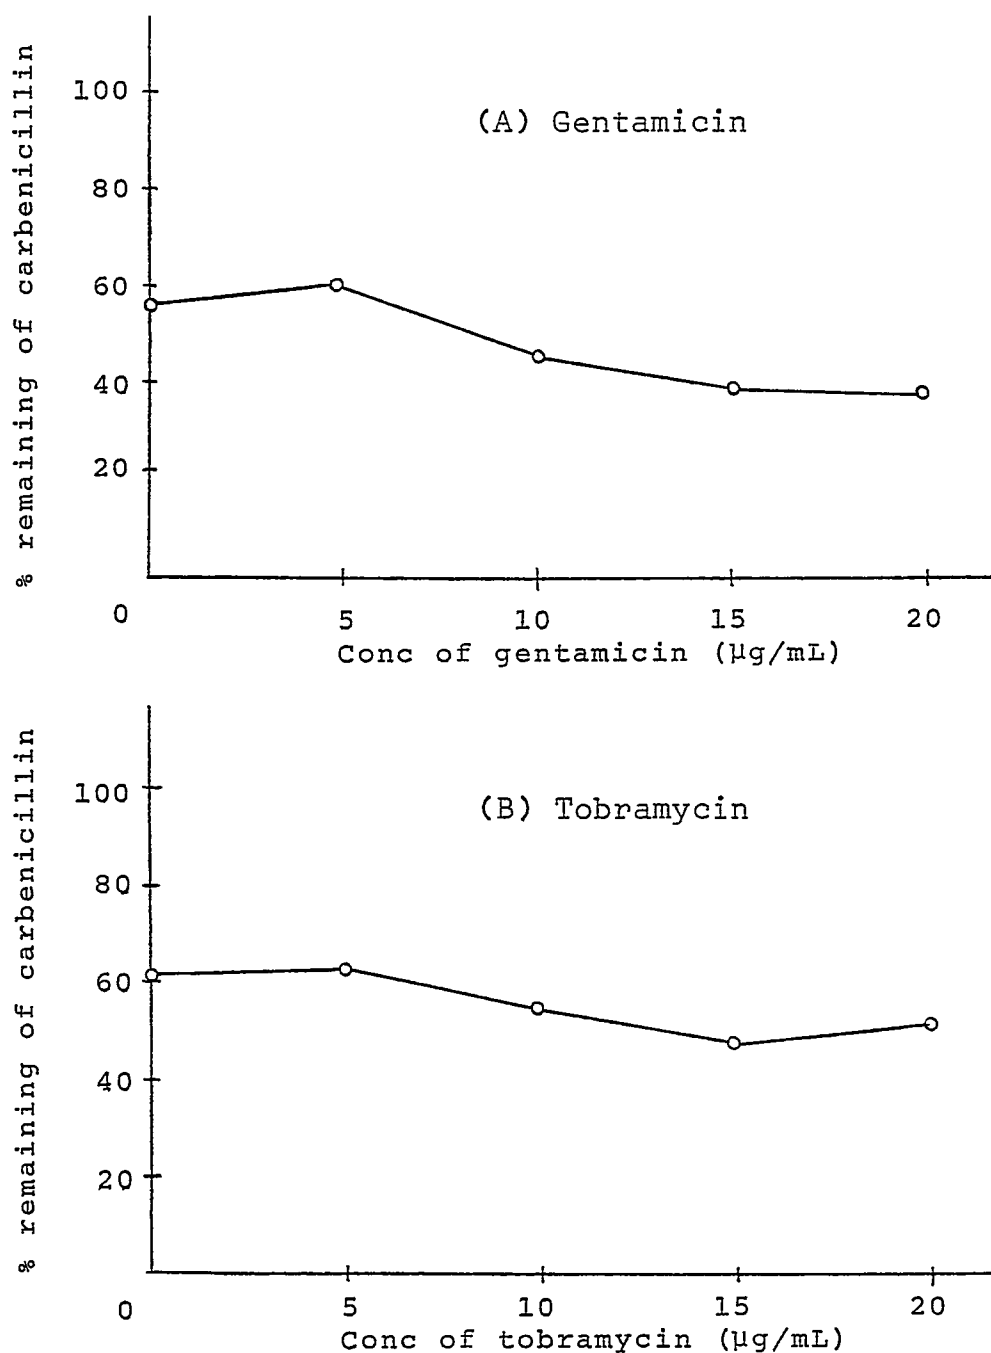 % remaining of carbenicillin
(A) Gentamicin
100
80
60
40
20
0
5 10 15 20
Conc of gentamicin (µg/mL)
% remaining of carbenicillin
(B) Tobramycin
100
80
60
40
20
0
5 10 15 20
Conc of tobramycin (µg/mL)